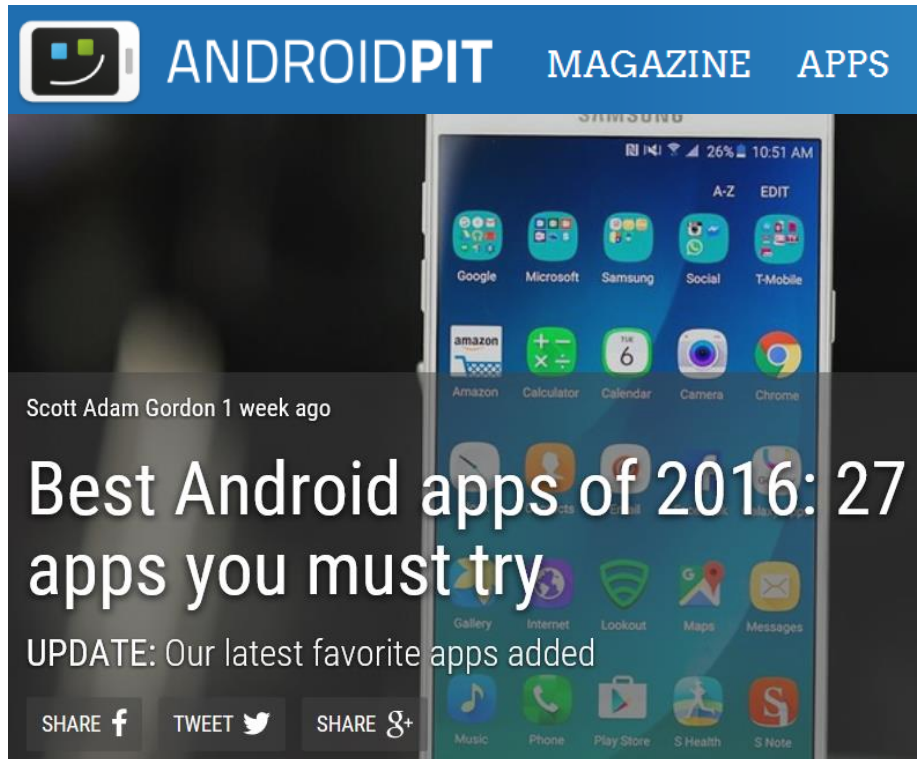 ANDROIDPIT MAGAZINE APPS
SAMSUNG
26% 10:51 AM
A-Z EDIT
Google Microsoft Samsung Social T-Mobile
amazon
TUE
6
Amazon Calculator Calendar Camera Chrome
Scott Adam Gordon 1 week ago
Best Android apps of 2016: 27
apps you must try
Gallery Internet Lookout Maps Messages
UPDATE: Our latest favorite apps added
SHARE f TWEET SHARE g+
Music Phone Play Store S Health S Note